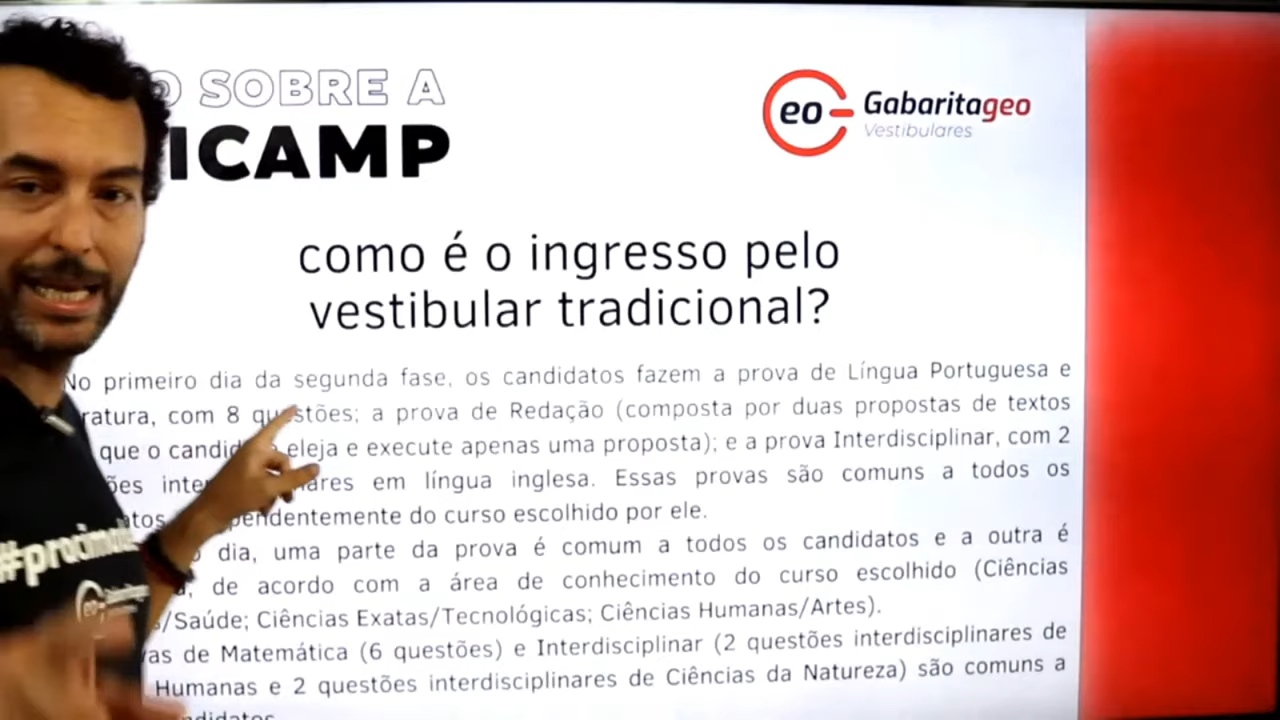 O SOBRE A
ICAMP
eo
Gabaritageo
Vestibulares
como é o ingresso pelo
vestibular tradicional?
No primeiro dia da segunda fase, os candidatos fazem a prova de Língua Portuguesa e
ratura, com 8 questões; a prova de Redação (composta por duas propostas de textos
que o candid eleja e execute apenas uma proposta); e a prova Interdisciplinar, com 2
ões inte ares em língua inglesa. Essas provas são comuns a todos os
tos pendentemente do curso escolhido por ele.
dia, uma parte da prova é comum a todos os candidatos e a outra é
a, de acordo com a área de conhecimento do curso escolhido (Ciências
s/Saúde; Ciências Exatas/Tecnológicas; Ciências Humanas/Artes).
as de Matemática (6 questões) e Interdisciplinar (2 questões interdisciplinares de
Humanas e 2 questões interdisciplinares de Ciências da Natureza) são comuns a
ndidatos
eo